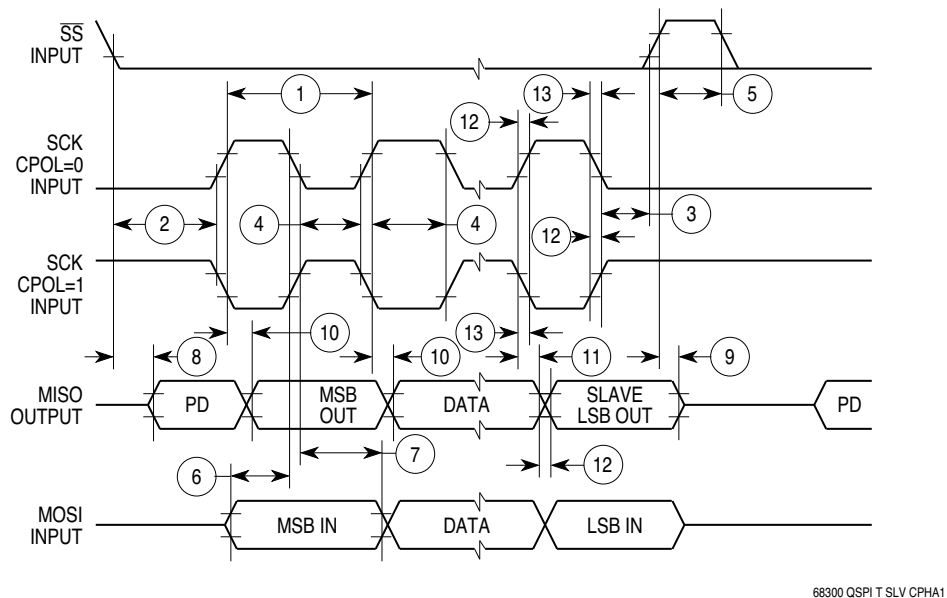 SS
INPUT
1
13
5
12
SCK
CPOL=0
INPUT
2
4
4
3
12
SCK
CPOL=1
INPUT
10
13
8
10
11
9
MISO
OUTPUT
PD
MSB
OUT
DATA
SLAVE
LSB OUT
PD
7
12
6
MOSI
INPUT
MSB IN
DATA
LSB IN
68300 QSPI T SLV CPHA1